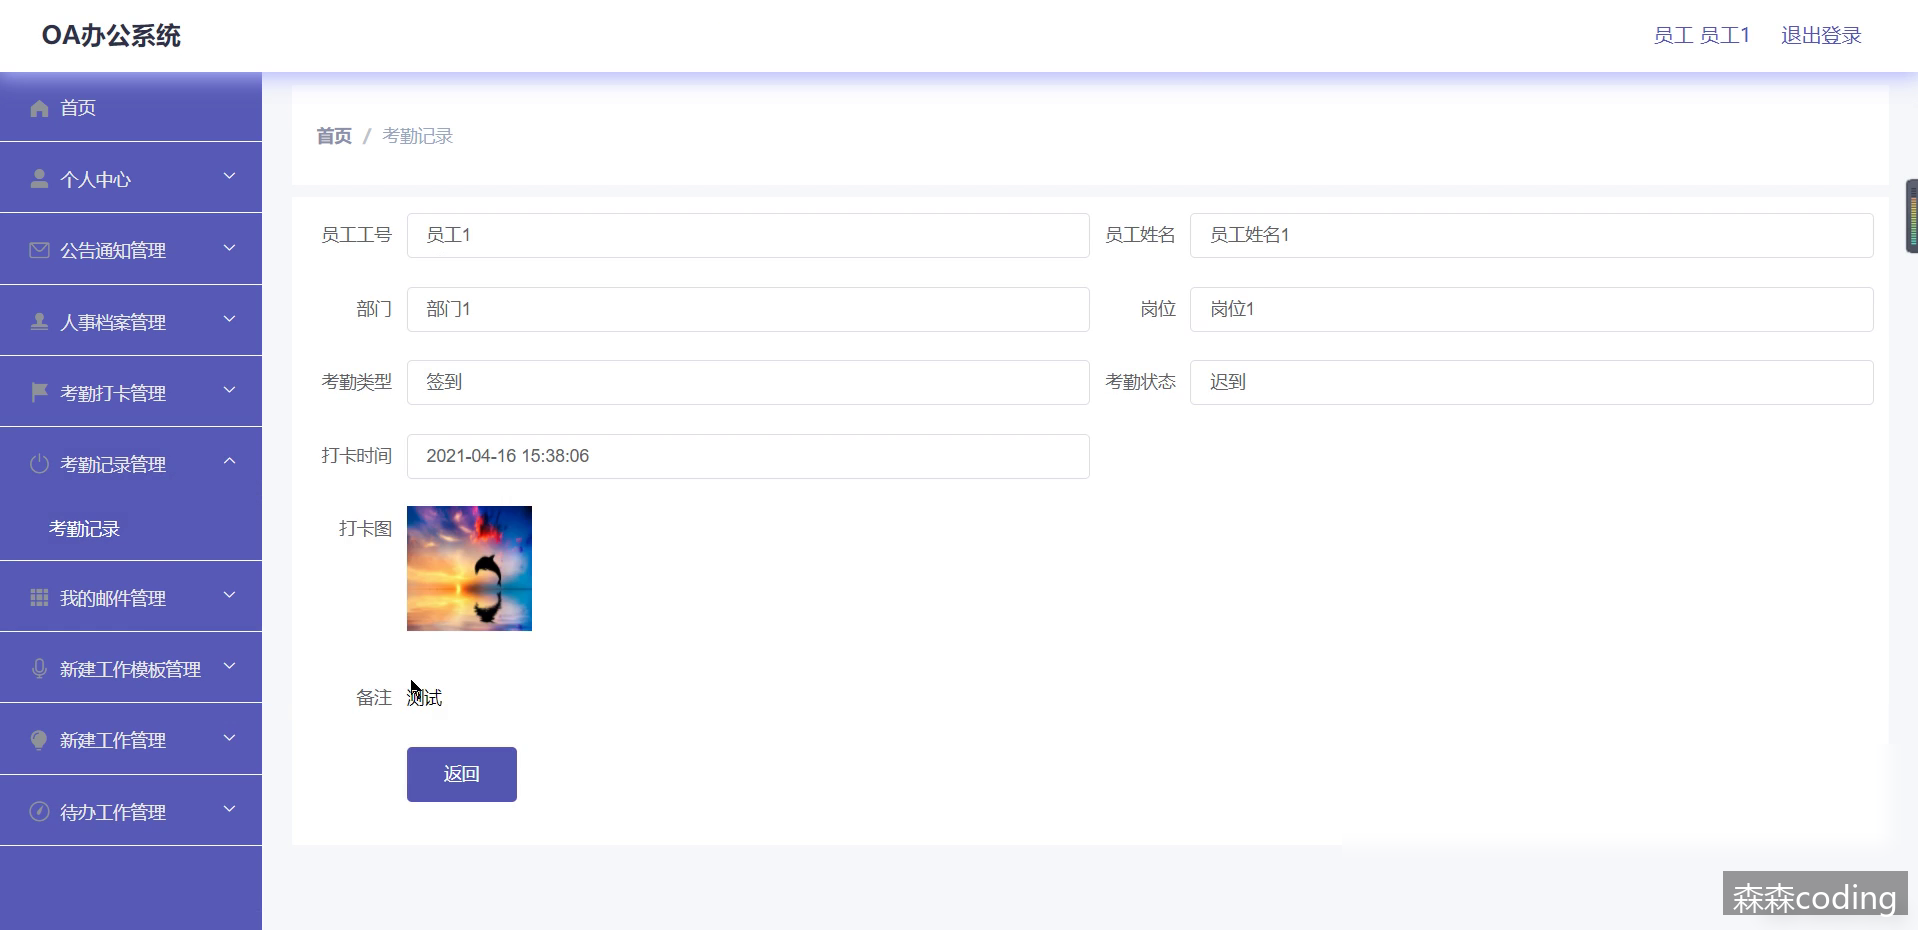 OA办公系统
员工 员工1 退出登录
首页
个人中心
公告通知管理
人事档案管理
考勤打卡管理
考勤记录管理
考勤记录
我的邮件管理
新建工作模板管理
新建工作管理
待办工作管理
首页 / 考勤记录
员工工号 员工1 员工姓名 员工姓名1
部门 部门1 岗位 岗位1
考勤类型 签到 考勤状态 迟到
打卡时间 2021-04-16 15:38:06
打卡图
备注 测试
返回
森森coding